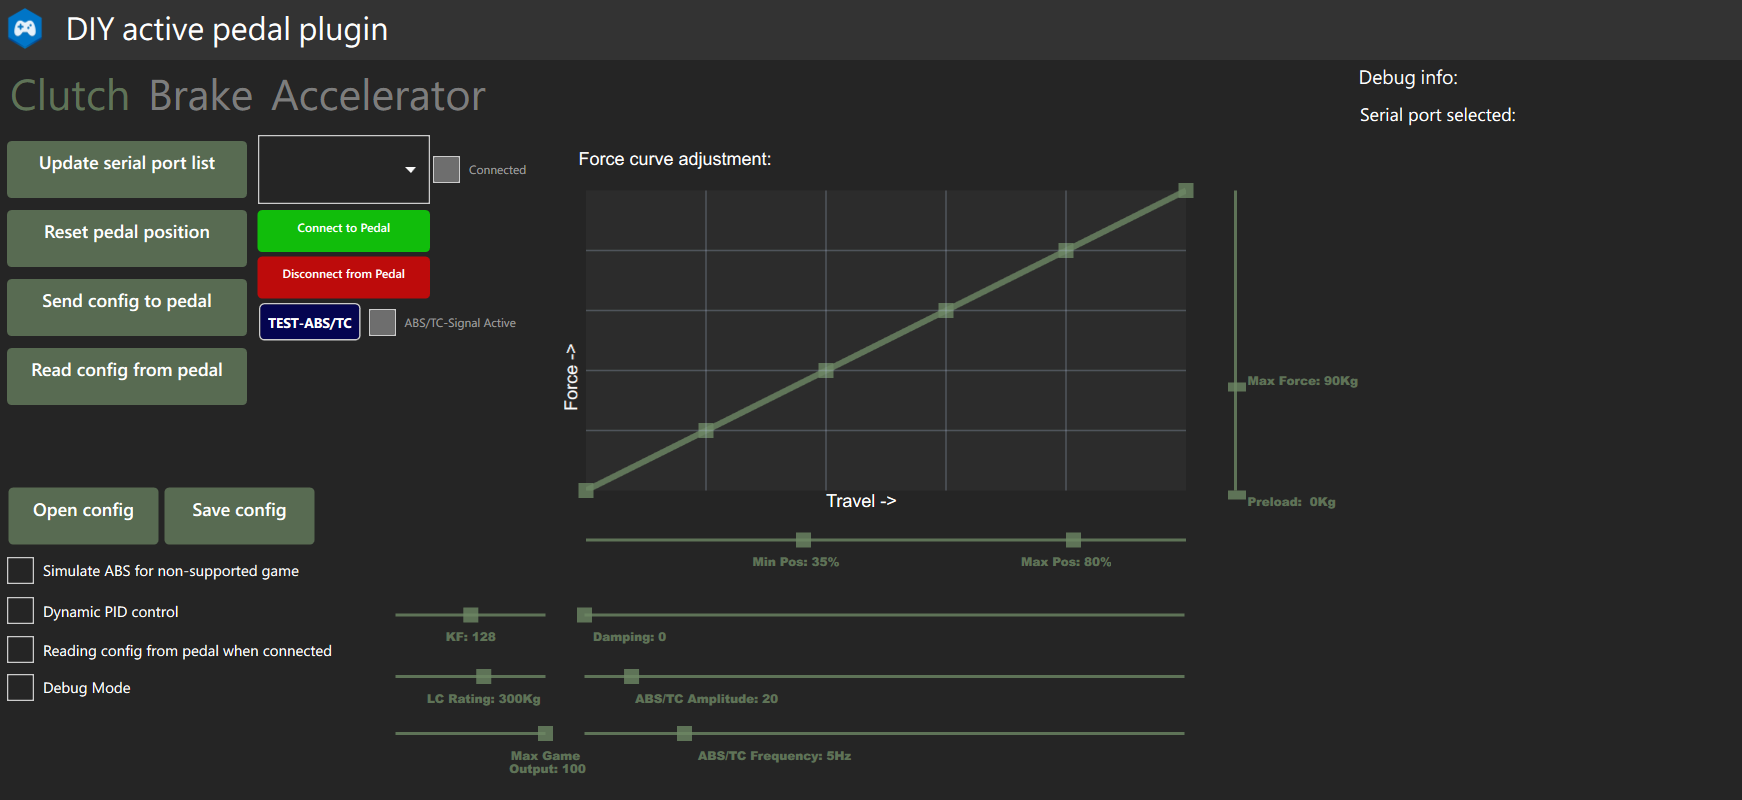 DIY active pedal plugin
Clutch Brake Accelerator
Debug info:
Serial port selected:
Update serial port list
Connected
Reset pedal position
Connect to Pedal
Disconnect from Pedal
Send config to pedal
TEST-ABS/TC
ABS/TC-Signal Active
Read config from pedal
Force curve adjustment:
Force ->
Travel ->
Max Force: 90Kg
Preload: 0Kg
Min Pos: 35%
Max Pos: 80%
Open config
Save config
Simulate ABS for non-supported game
Dynamic PID control
Reading config from pedal when connected
Debug Mode
KF: 128
Damping: 0
LC Rating: 300Kg
ABS/TC Amplitude: 20
Max Game
Output: 100
ABS/TC Frequency: 5Hz